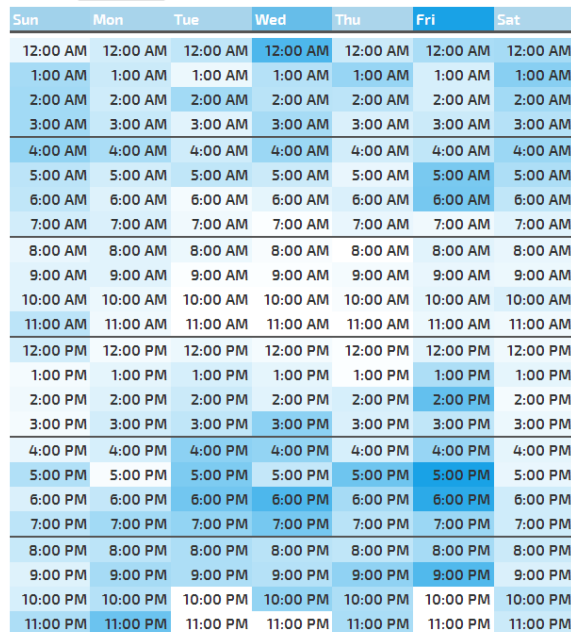 Sun Mon Tue Wed Thu Fri Sat
12:00 AM 12:00 AM 12:00 AM 12:00 AM 12:00 AM 12:00 AM 12:00 AM
1:00 AM 1:00 AM 1:00 AM 1:00 AM 1:00 AM 1:00 AM 1:00 AM
2:00 AM 2:00 AM 2:00 AM 2:00 AM 2:00 AM 2:00 AM 2:00 AM
3:00 AM 3:00 AM 3:00 AM 3:00 AM 3:00 AM 3:00 AM 3:00 AM
4:00 AM 4:00 AM 4:00 AM 4:00 AM 4:00 AM 4:00 AM 4:00 AM
5:00 AM 5:00 AM 5:00 AM 5:00 AM 5:00 AM 5:00 AM 5:00 AM
6:00 AM 6:00 AM 6:00 AM 6:00 AM 6:00 AM 6:00 AM 6:00 AM
7:00 AM 7:00 AM 7:00 AM 7:00 AM 7:00 AM 7:00 AM 7:00 AM
8:00 AM 8:00 AM 8:00 AM 8:00 AM 8:00 AM 8:00 AM 8:00 AM
9:00 AM 9:00 AM 9:00 AM 9:00 AM 9:00 AM 9:00 AM 9:00 AM
10:00 AM 10:00 AM 10:00 AM 10:00 AM 10:00 AM 10:00 AM 10:00 AM
11:00 AM 11:00 AM 11:00 AM 11:00 AM 11:00 AM 11:00 AM 11:00 AM
12:00 PM 12:00 PM 12:00 PM 12:00 PM 12:00 PM 12:00 PM 12:00 PM
1:00 PM 1:00 PM 1:00 PM 1:00 PM 1:00 PM 1:00 PM 1:00 PM
2:00 PM 2:00 PM 2:00 PM 2:00 PM 2:00 PM 2:00 PM 2:00 PM
3:00 PM 3:00 PM 3:00 PM 3:00 PM 3:00 PM 3:00 PM 3:00 PM
4:00 PM 4:00 PM 4:00 PM 4:00 PM 4:00 PM 4:00 PM 4:00 PM
5:00 PM 5:00 PM 5:00 PM 5:00 PM 5:00 PM 5:00 PM 5:00 PM
6:00 PM 6:00 PM 6:00 PM 6:00 PM 6:00 PM 6:00 PM 6:00 PM
7:00 PM 7:00 PM 7:00 PM 7:00 PM 7:00 PM 7:00 PM 7:00 PM
8:00 PM 8:00 PM 8:00 PM 8:00 PM 8:00 PM 8:00 PM 8:00 PM
9:00 PM 9:00 PM 9:00 PM 9:00 PM 9:00 PM 9:00 PM 9:00 PM
10:00 PM 10:00 PM 10:00 PM 10:00 PM 10:00 PM 10:00 PM 10:00 PM
11:00 PM 11:00 PM 11:00 PM 11:00 PM 11:00 PM 11:00 PM 11:00 PM